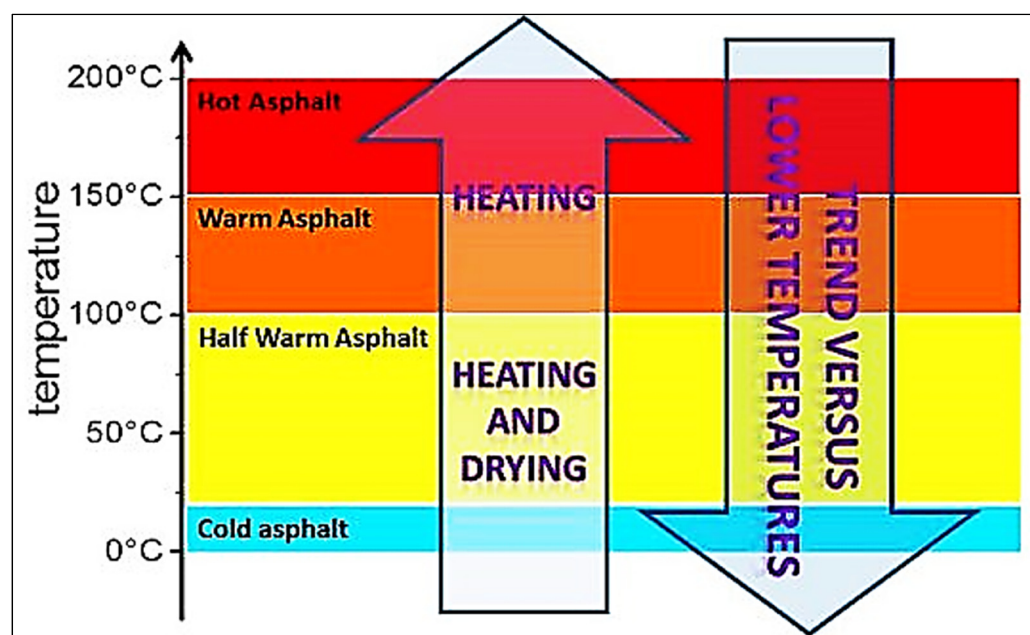 temperature
200°C
150°C
100°C
50°C
0°C
Hot Asphalt
Warm Asphalt
Half Warm Asphalt
Cold asphalt
HEATING
HEATING
AND
DRYING
TREND VERSUS
LOWER TEMPERATURES